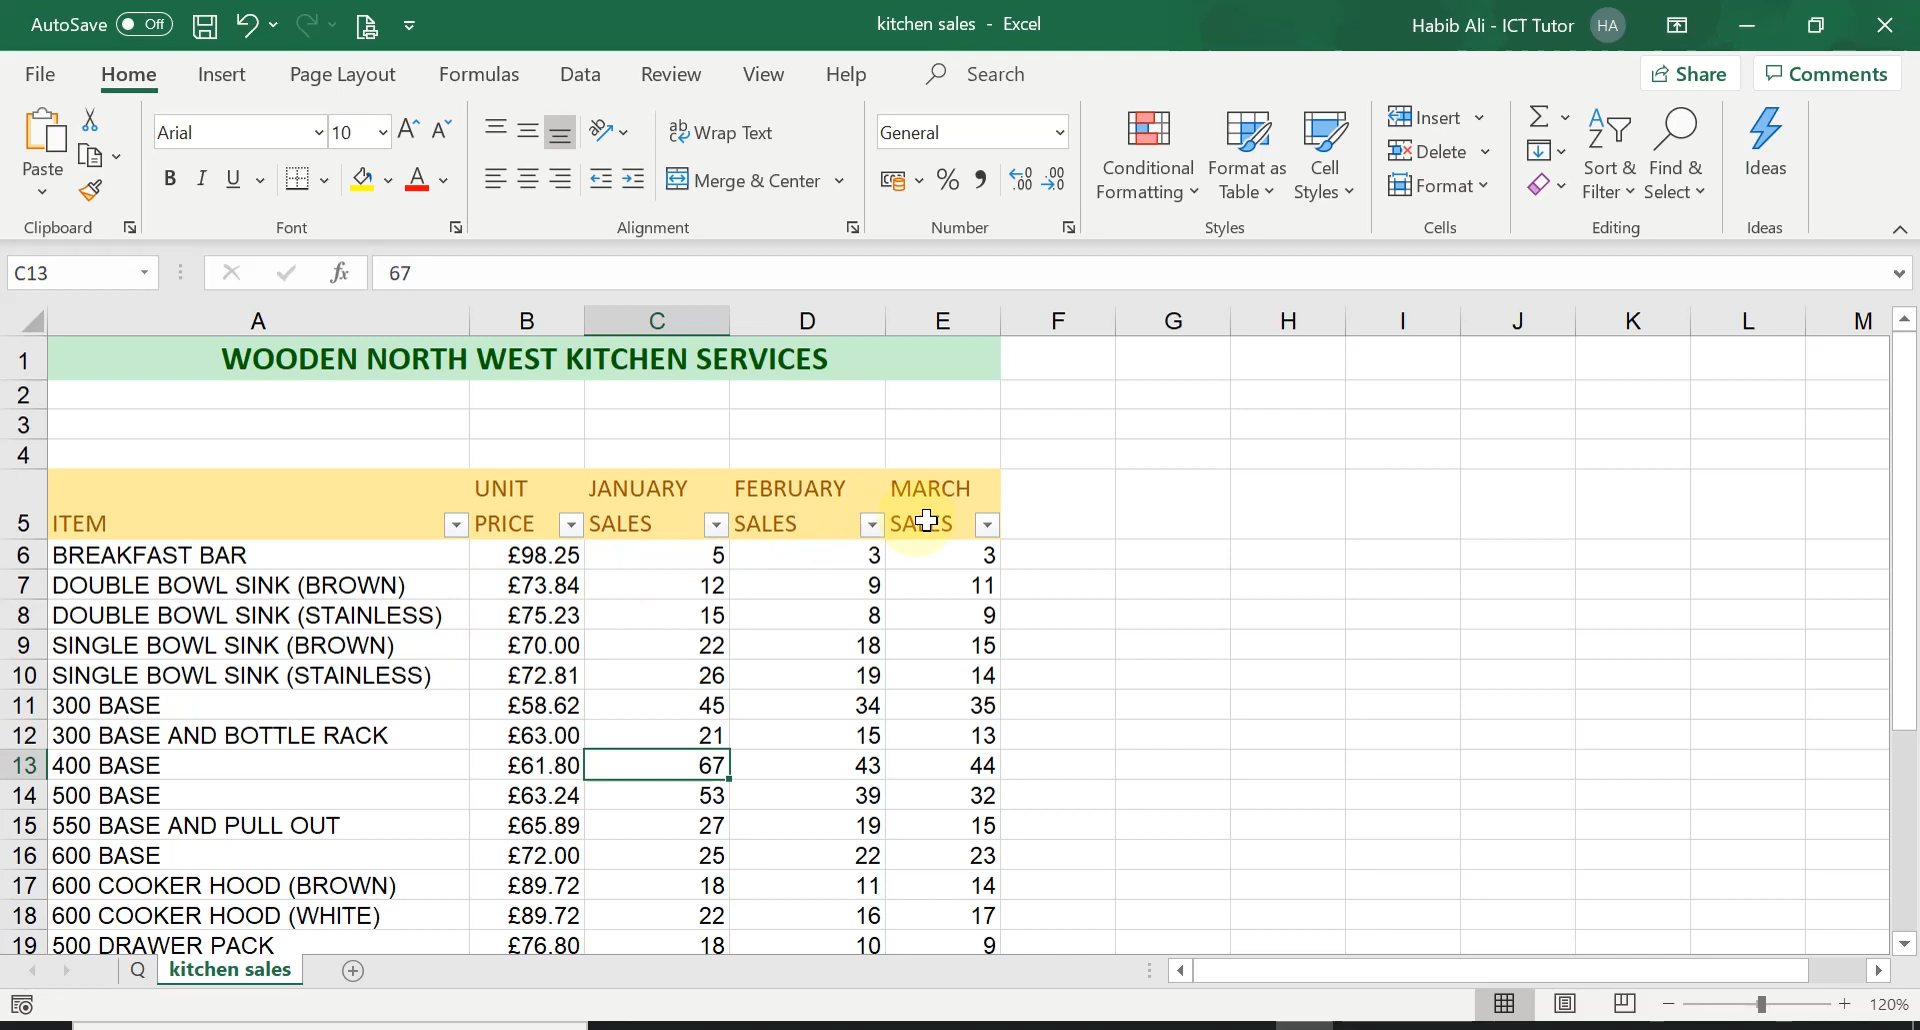 AutoSave Off kitchen sales - Excel Habib Ali - ICT Tutor HA
File Home Insert Page Layout Formulas Data Review View Help Search Share Comments
Paste Arial 10 A A ab Wrap Text General Conditional Formatting Format as Table Cell Styles Insert Delete Format Sort & Filter Find & Select Ideas
B I U A Merge & Center % , .00
Clipboard Font Alignment Number Styles Cells Editing Ideas
C13 fx 67
A B C D E F G H I J K L M
1 WOODEN NORTH WEST KITCHEN SERVICES
2
3
4
UNIT JANUARY FEBRUARY MARCH
5 ITEM PRICE SALES SALES SALES
6 BREAKFAST BAR £98.25 5 3 3
7 DOUBLE BOWL SINK (BROWN) £73.84 12 9 11
8 DOUBLE BOWL SINK (STAINLESS) £75.23 15 8 9
9 SINGLE BOWL SINK (BROWN) £70.00 22 18 15
10 SINGLE BOWL SINK (STAINLESS) £72.81 26 19 14
11 300 BASE £58.62 45 34 35
12 300 BASE AND BOTTLE RACK £63.00 21 15 13
13 400 BASE £61.80 67 43 44
14 500 BASE £63.24 53 39 32
15 550 BASE AND PULL OUT £65.89 27 19 15
16 600 BASE £72.00 25 22 23
17 600 COOKER HOOD (BROWN) £89.72 18 11 14
18 600 COOKER HOOD (WHITE) £89.72 22 16 17
19 500 DRAWER PACK £76.80 18 10 9
Q kitchen sales
120%